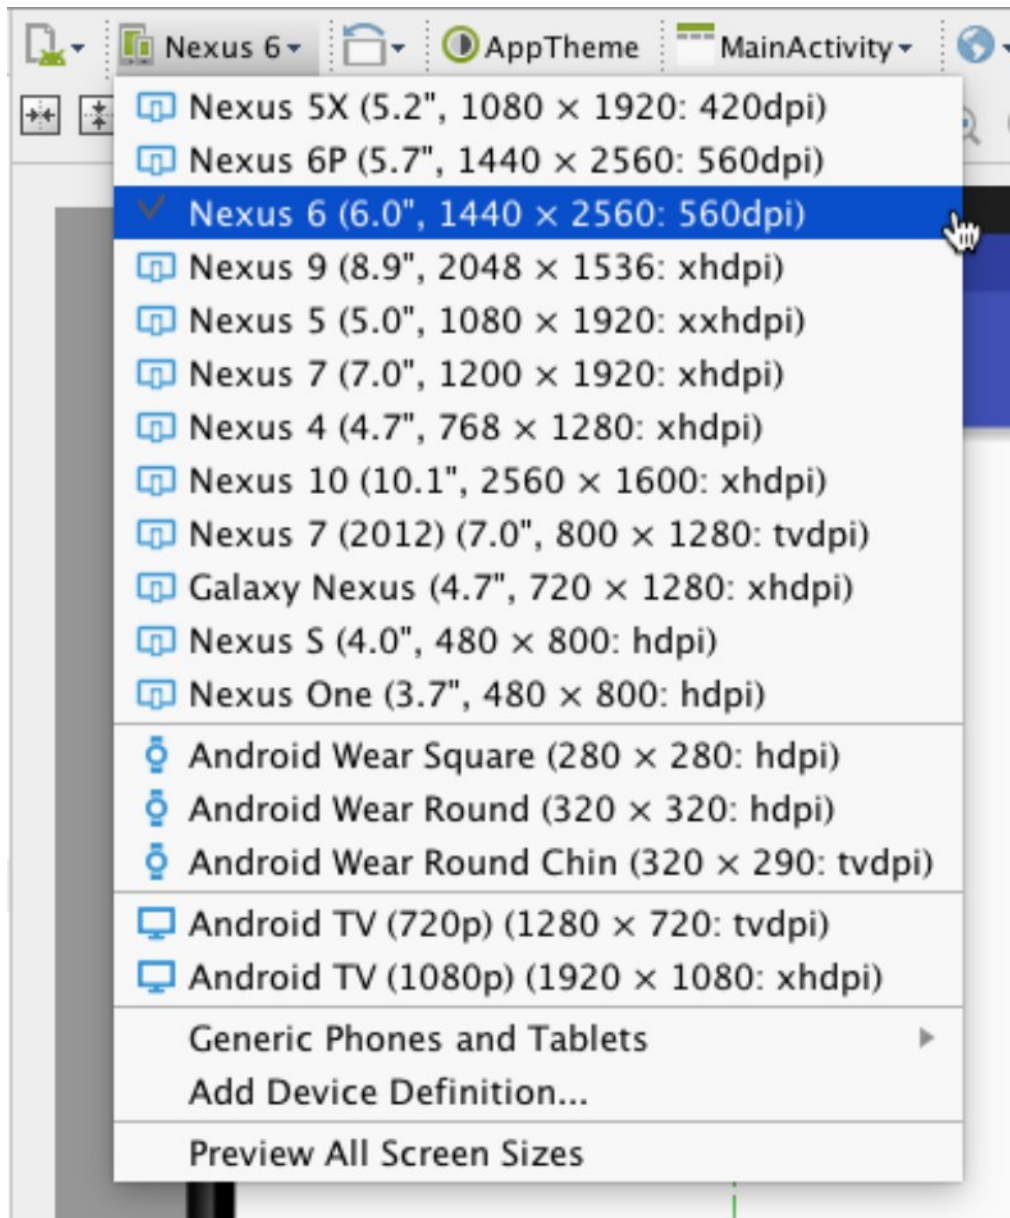 Nexus 6 AppTheme MainActivity
Nexus 5X (5.2", 1080 × 1920: 420dpi)
Nexus 6P (5.7", 1440 × 2560: 560dpi)
Nexus 6 (6.0", 1440 × 2560: 560dpi)
Nexus 9 (8.9", 2048 × 1536: xhdpi)
Nexus 5 (5.0", 1080 × 1920: xxhdpi)
Nexus 7 (7.0", 1200 × 1920: xhdpi)
Nexus 4 (4.7", 768 × 1280: xhdpi)
Nexus 10 (10.1", 2560 × 1600: xhdpi)
Nexus 7 (2012) (7.0", 800 × 1280: tvdpi)
Galaxy Nexus (4.7", 720 × 1280: xhdpi)
Nexus S (4.0", 480 × 800: hdpi)
Nexus One (3.7", 480 × 800: hdpi)
Android Wear Square (280 × 280: hdpi)
Android Wear Round (320 × 320: hdpi)
Android Wear Round Chin (320 × 290: tvdpi)
Android TV (720p) (1280 × 720: tvdpi)
Android TV (1080p) (1920 × 1080: xhdpi)
Generic Phones and Tablets
Add Device Definition...
Preview All Screen Sizes